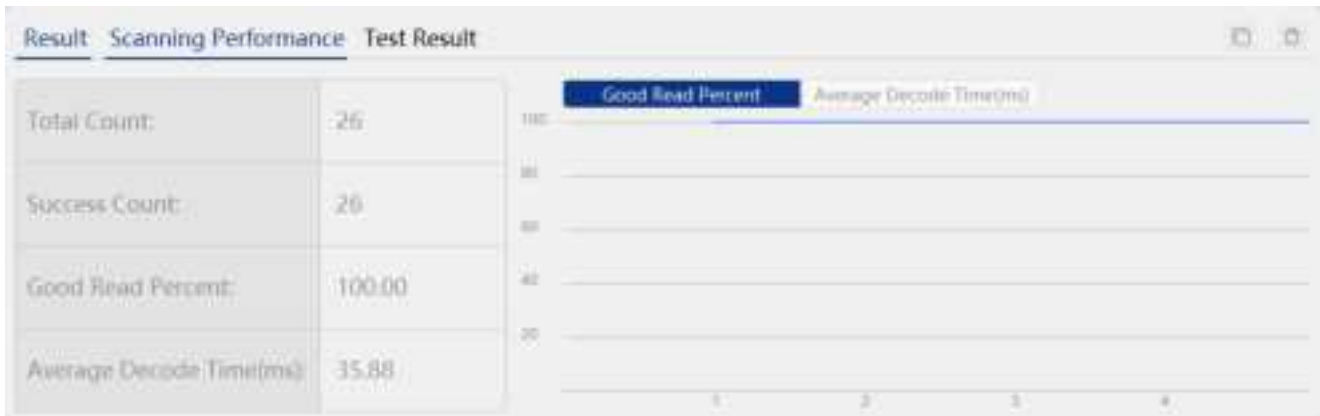 Result Scanning Performance Test Result
Total Count: 26
Success Count: 26
Good Read Percent: 100.00
Average Decode Time(ms) 35.88
Good Read Percent Average Decode Time(ms)
100
80
60
40
20
1 2 3 4